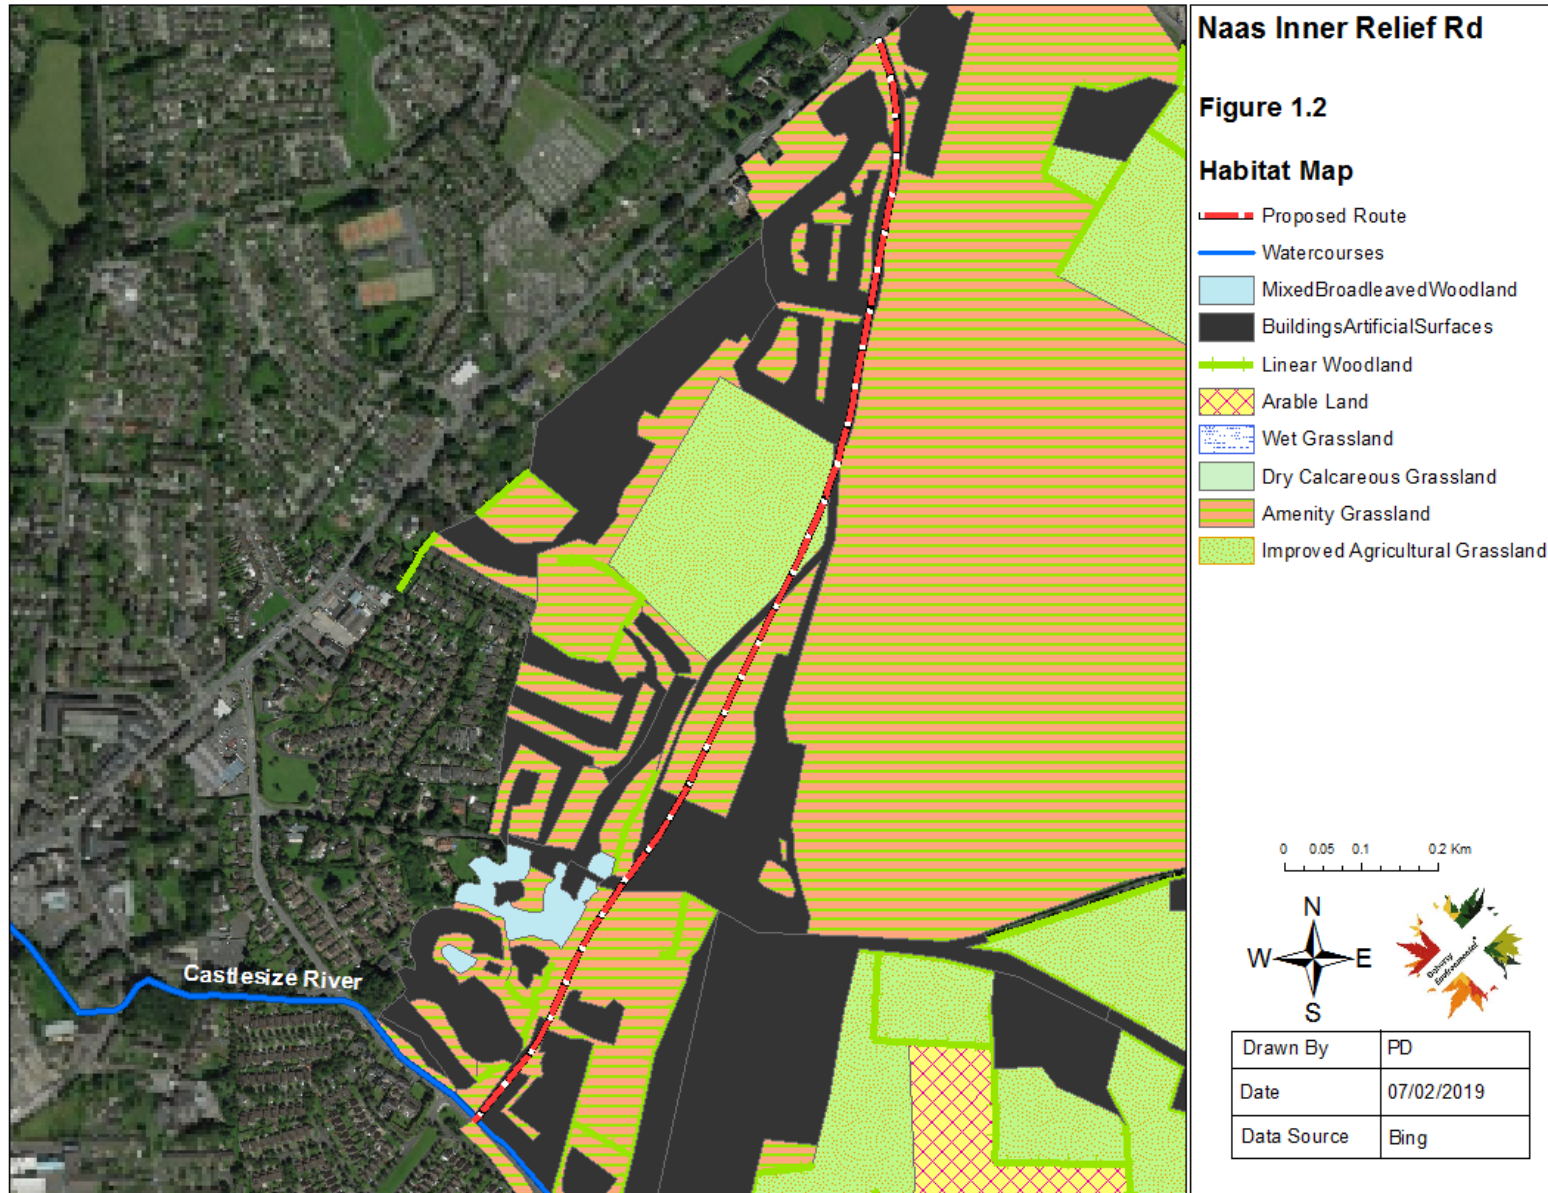 Naas Inner Relief Rd
Figure 1.2
Habitat Map
Proposed Route
Watercourses
MixedBroadleavedWoodland
BuildingsArtificialSurfaces
Linear Woodland
Arable Land
Wet Grassland
Dry Calcareous Grassland
Amenity Grassland
Improved Agricultural Grassland
0 0.05 0.1 0.2 Km
N
W E
S
Doherty
Environmental
Drawn By PD
Date 07/02/2019
Data Source Bing
Castlesize River